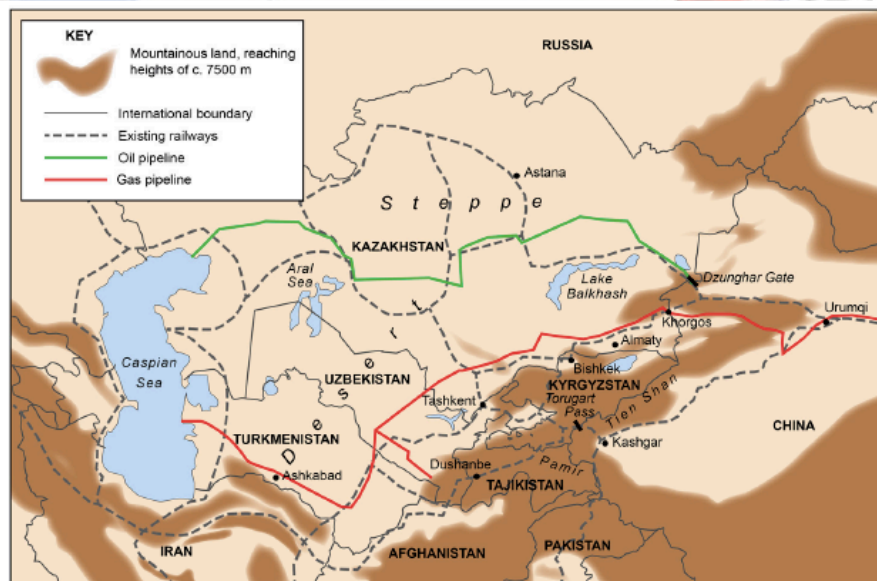 KEY
Mountainous land, reaching
heights of c. 7500 m
International boundary
Existing railways
Oil pipeline
Gas pipeline
RUSSIA
Astana
Steppe
KAZAKHSTAN
Aral
Sea
Lake
Balkhash
Dzunghar Gate
Urumqi
Khorgos
Almaty
Caspian
Sea
Bishkek
UZBEKISTAN
KYRGYZSTAN
Tashkent
Torugart
Pass
Tien Shan
CHINA
TURKMENISTAN
Desert
Kashgar
Ashkabad
Dushanbe
Pamir
TAJIKISTAN
IRAN
AFGHANISTAN
PAKISTAN